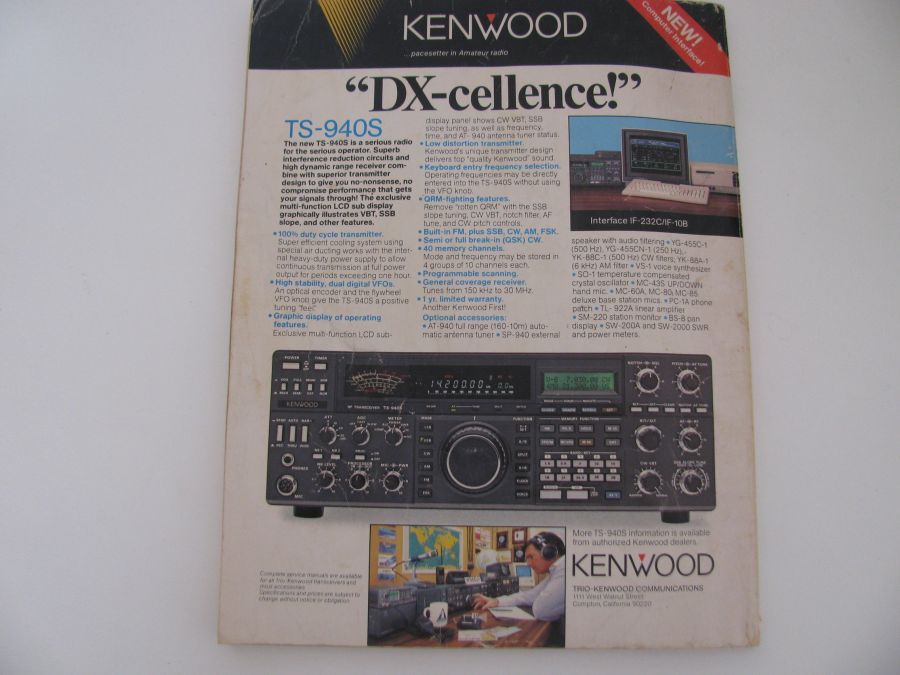 KENWOOD
...pacesetter in Amateur radio
NEW!
Computer Interface!
“DX-cellence!”
TS-940S
The new TS-940S is a serious radio
for the serious operator. Superb
interference reduction circuits and
high dynamic range receiver com-
bine with superior transmitter
design to give you no-nonsense, no
compromise performance that gets
your signals through! The exclusive
multi-function LCD sub display
graphically illustrates VBT, SSB
slope, and other features.
• 100% duty cycle transmitter.
Super efficient cooling system using
special air ducting works with the inter-
nal heavy-duty power supply to allow
continuous transmission at full power
output for periods exceeding one hour.
• High stability, dual digital VFOs.
An optical encoder and the flywheel
VFO knob give the TS-940S a positive
tuning "feel."
• Graphic display of operating
features.
Exclusive multi-function LCD sub-
display panel shows CW VBT, SSB
slope tuning, as well as frequency,
time, and AT-940 antenna tuner status.
• Low distortion transmitter.
Kenwood's unique transmitter design
delivers top "quality Kenwood" sound.
• Keyboard entry frequency selection.
Operating frequencies may be directly
entered into the TS-940S without using
the VFO knob.
• QRM-fighting features.
Remove "rotten QRM" with the SSB
slope tuning, CW VBT, notch filter, AF
tune, and CW pitch controls.
• Built-in FM, plus SSB, CW, AM, FSK.
• Semi or full break-in (QSK) CW.
• 40 memory channels.
Mode and frequency may be stored in
4 groups of 10 channels each.
• Programmable scanning.
• General coverage receiver.
Tunes from 150 kHz to 30 MHz.
• 1 yr. limited warranty.
Another Kenwood First!
Optional accessories:
• AT-940 full range (160-10m) auto-
matic antenna tuner • SP-940 external
Interface IF-232C/IF-10B
speaker with audio filtering • YG-455C-1
(500 Hz), YG-455CN-1 (250 Hz),
YK-88C-1 (500 Hz) CW filters; YK-88A-1
(6 kHz) AM filter • VS-1 voice synthesizer
• SO-1 temperature compensated
crystal oscillator • MC-43S UP/DOWN
hand mic. • MC-60A, MC-80, MC-85
deluxe base station mics. • PC-1A phone
patch • TL-922A linear amplifier
• SM-220 station monitor • BS-8 pan
display • SW-200A and SW-2000 SWR
and power meters.
POWER
TIMER
KENWOOD
HF TRANSCEIVER TS-940S
14.200.00
ATT
AGC
METER
MODE
FUNCTION
PHONES
MIC
More TS-940S information is available
from authorized Kenwood dealers.
KENWOOD
TRIO-KENWOOD COMMUNICATIONS
1111 West Walnut Street
Compton, California 90220
Complete service manuals are available
for all Trio-Kenwood transceivers and
most accessories.
Specifications and prices are subject to
change without notice or obligation.